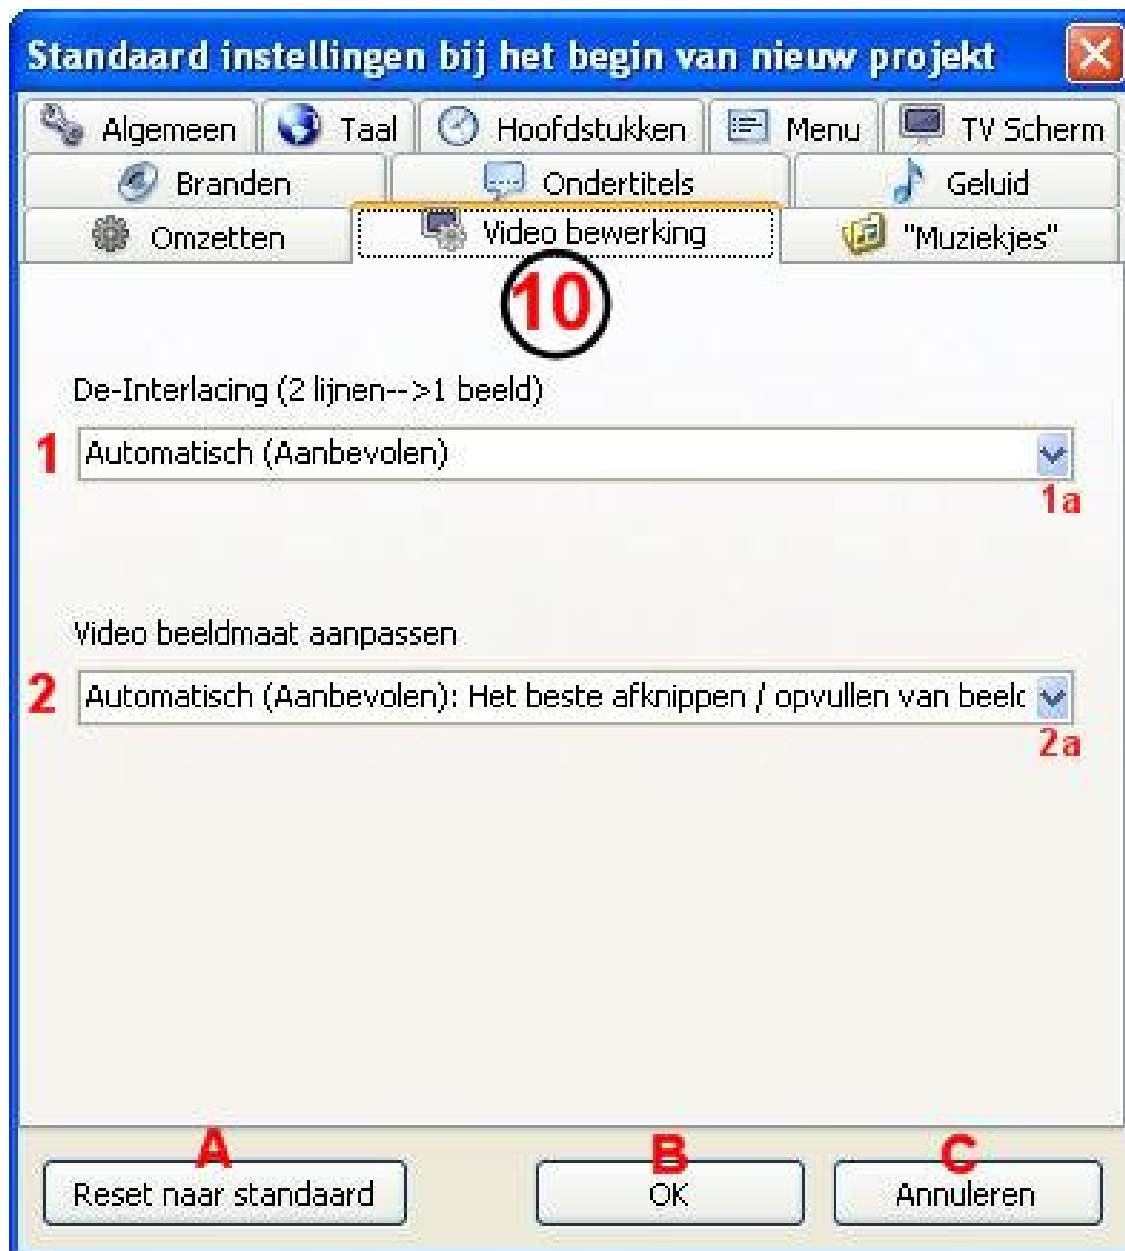 Standaard instellingen bij het begin van nieuw projekt
Algemeen Taal Hoofdstukken Menu TV Scherm
Branden Ondertitels Geluid
Omzetten Video bewerking "Muziekjes"
10
De-Interlacing (2 lijnen-->1 beeld)
1 Automatisch (Aanbevolen)
1a
Video beeldmaat aanpassen
2 Automatisch (Aanbevolen): Het beste afknippen / opvullen van beeld
2a
A B C
Reset naar standaard OK Annuleren